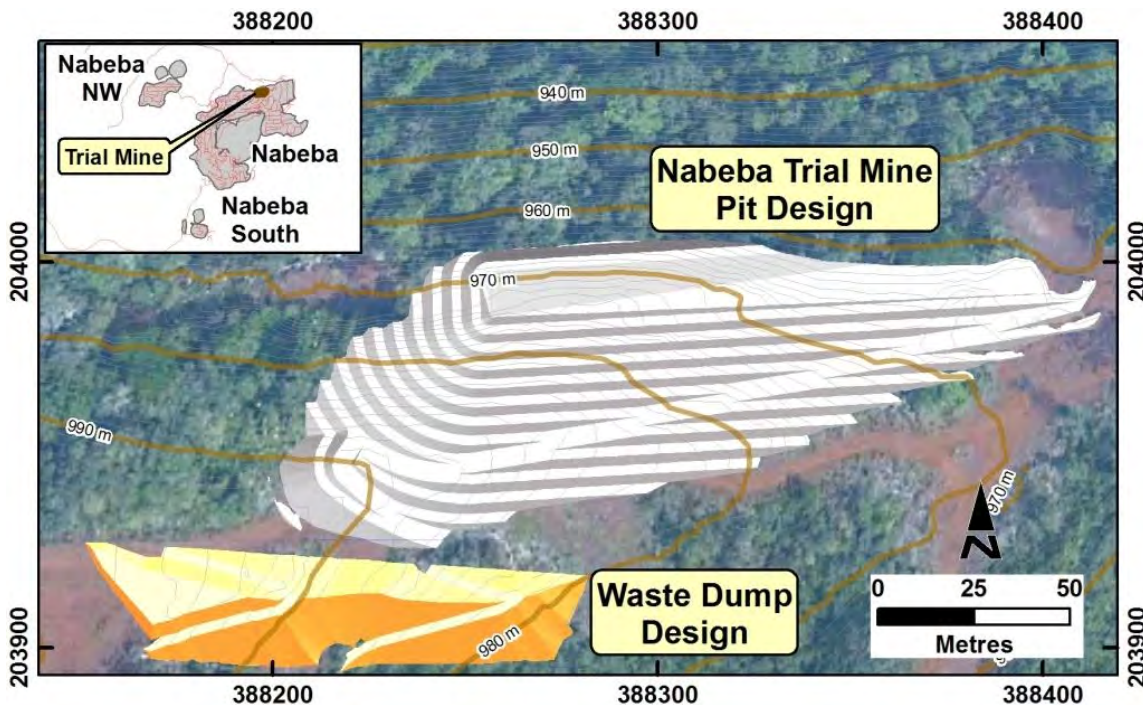 388200
388300
388400
Nabeba
NW
Trial Mine
Nabeba
Nabeba
South
940 m
950 m
960 m
Nabeba Trial Mine
Pit Design
204000
204000
970 m
990 m
970 m
N
0
25
50
Metres
Waste Dump
Design
980 m
203900
203900
388200
388300
388400